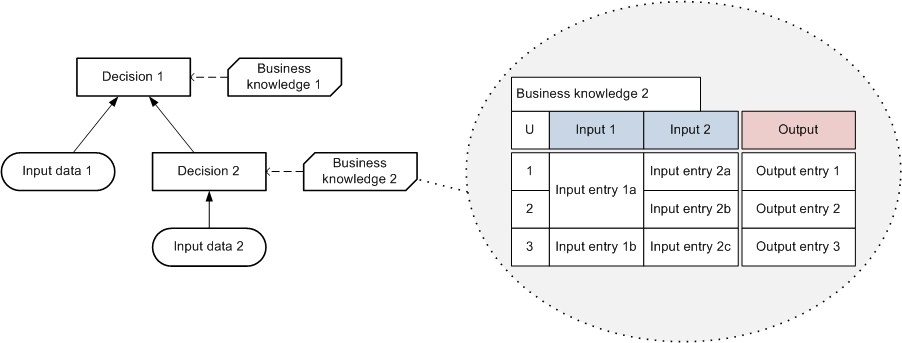 Decision 1
Business
knowledge 1
Input data 1
Decision 2
Business
knowledge 2
Input data 2
Business knowledge 2
U Input 1 Input 2 Output
1 Input entry 1a Input entry 2a Output entry 1
2 Input entry 2b Output entry 2
3 Input entry 1b Input entry 2c Output entry 3